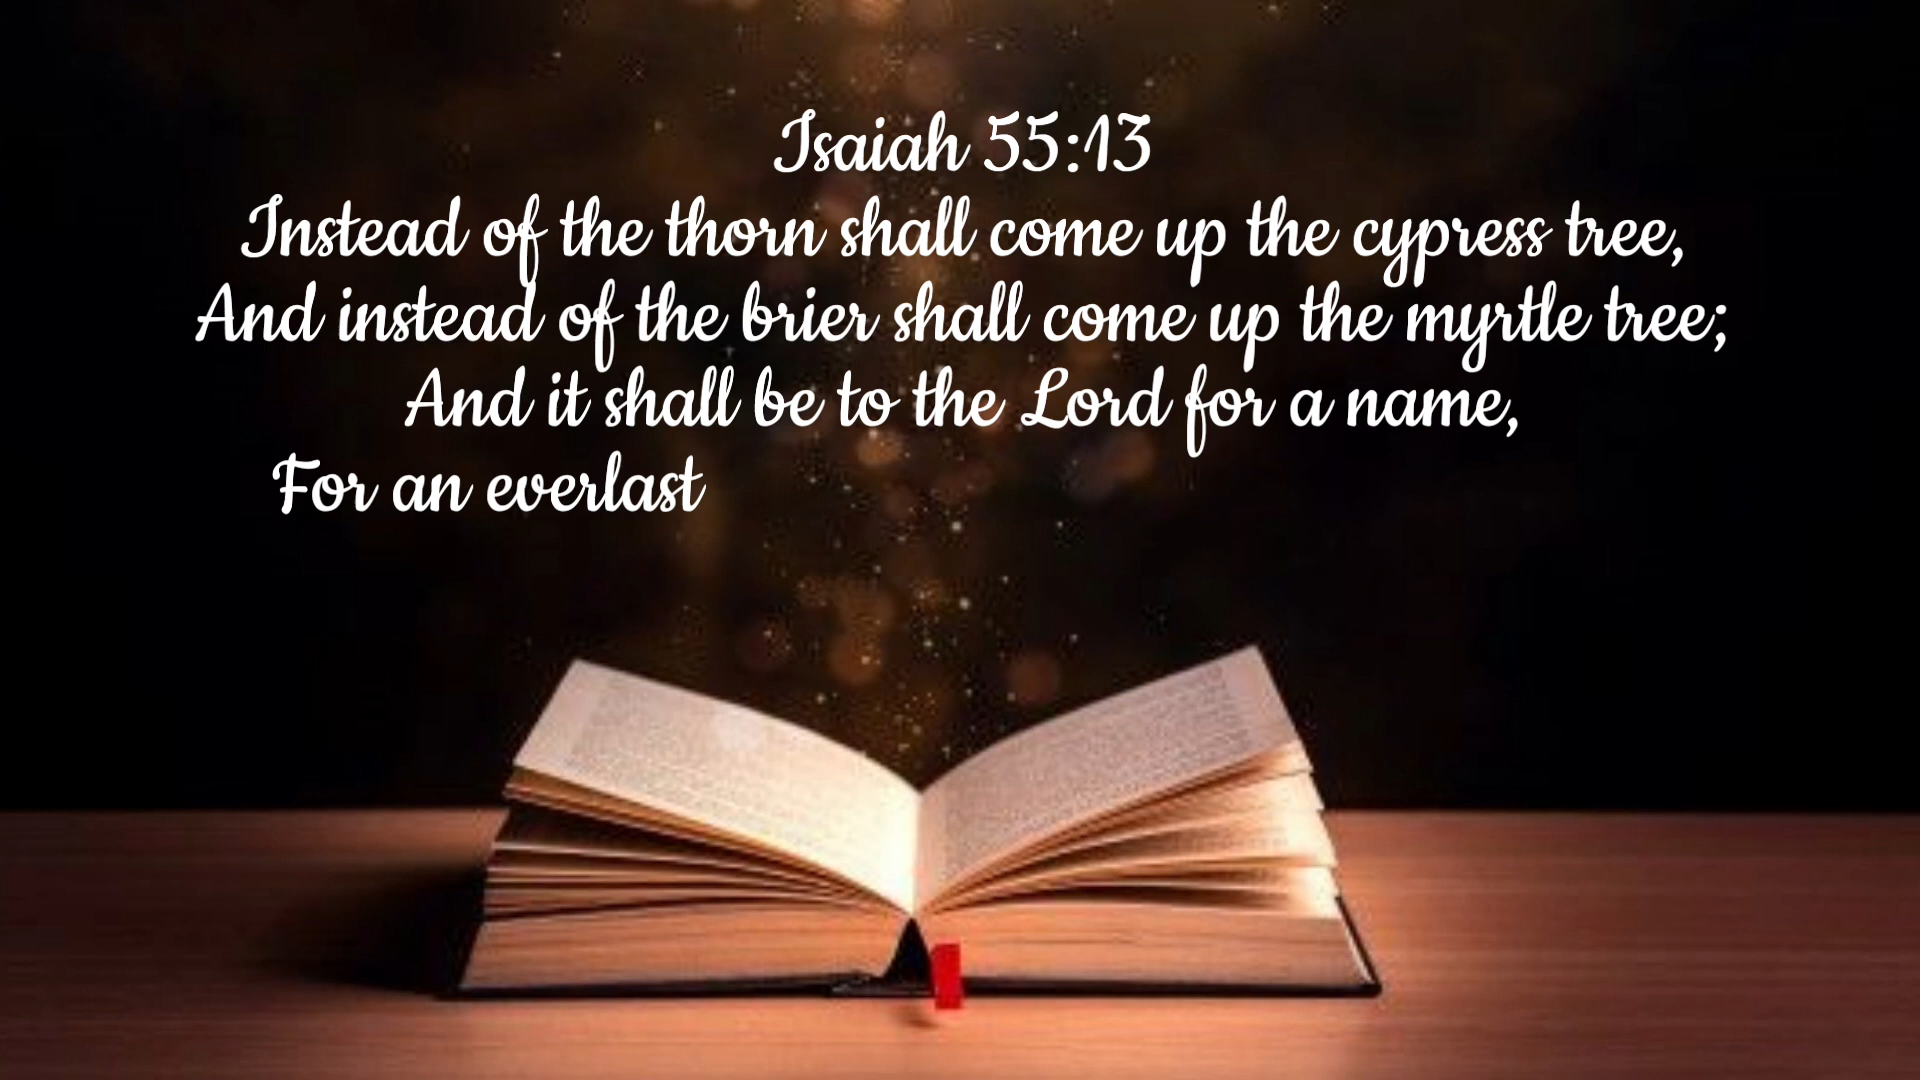 Isaiah 55:13
Instead of the thorn shall come up the cypress tree,
And instead of the brier shall come up the myrtle tree;
And it shall be to the Lord for a name,
For an everlast